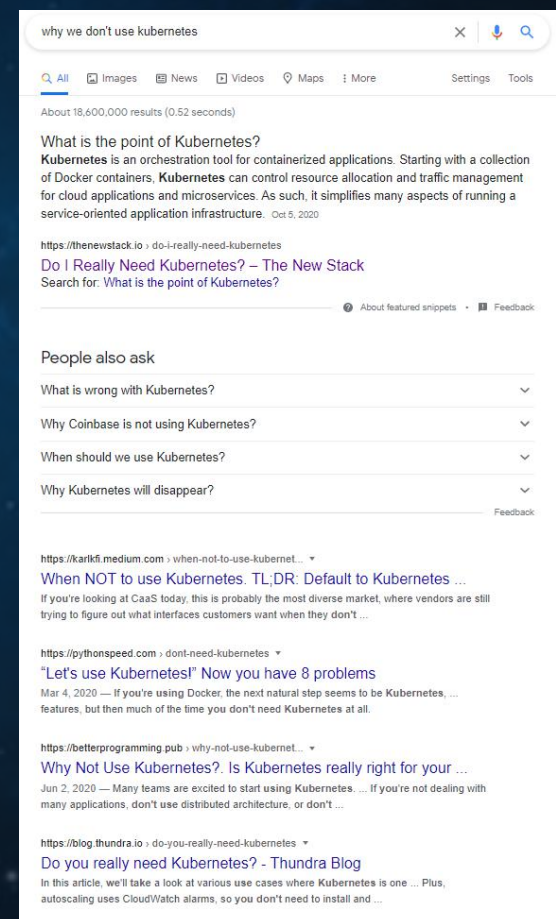 why we don't use kubernetes
All Images News Videos Maps More Settings Tools
About 18,600,000 results (0.52 seconds)
What is the point of Kubernetes?
Kubernetes is an orchestration tool for containerized applications. Starting with a collection
of Docker containers, Kubernetes can control resource allocation and traffic management
for cloud applications and microservices. As such, it simplifies many aspects of running a
service-oriented application infrastructure. Oct 5, 2020
https://thenewstack.io › do-i-really-need-kubernetes
Do I Really Need Kubernetes? – The New Stack
Search for: What is the point of Kubernetes?
About featured snippets • Feedback
People also ask
What is wrong with Kubernetes?
Why Coinbase is not using Kubernetes?
When should we use Kubernetes?
Why Kubernetes will disappear?
Feedback
https://karlkfi.medium.com › when-not-to-use-kubernet...
When NOT to use Kubernetes. TL;DR: Default to Kubernetes ...
If you're looking at CaaS today, this is probably the most diverse market, where vendors are still
trying to figure out what interfaces customers want when they don't ...
https://pythonspeed.com › dont-need-kubernetes
“Let's use Kubernetes!” Now you have 8 problems
Mar 4, 2020 — If you're using Docker, the next natural step seems to be Kubernetes, ...
features, but then much of the time you don't need Kubernetes at all.
https://betterprogramming.pub › why-not-use-kubernet...
Why Not Use Kubernetes?. Is Kubernetes really right for your ...
Jun 2, 2020 — Many teams are excited to start using Kubernetes. ... If you're not dealing with
many applications, don't use distributed architecture, or don't ...
https://blog.thundra.io › do-you-really-need-kubernetes
Do you really need Kubernetes? - Thundra Blog
In this article, we'll take a look at various use cases where Kubernetes is one ... Plus,
autoscaling uses CloudWatch alarms, so you don't need to install and ...